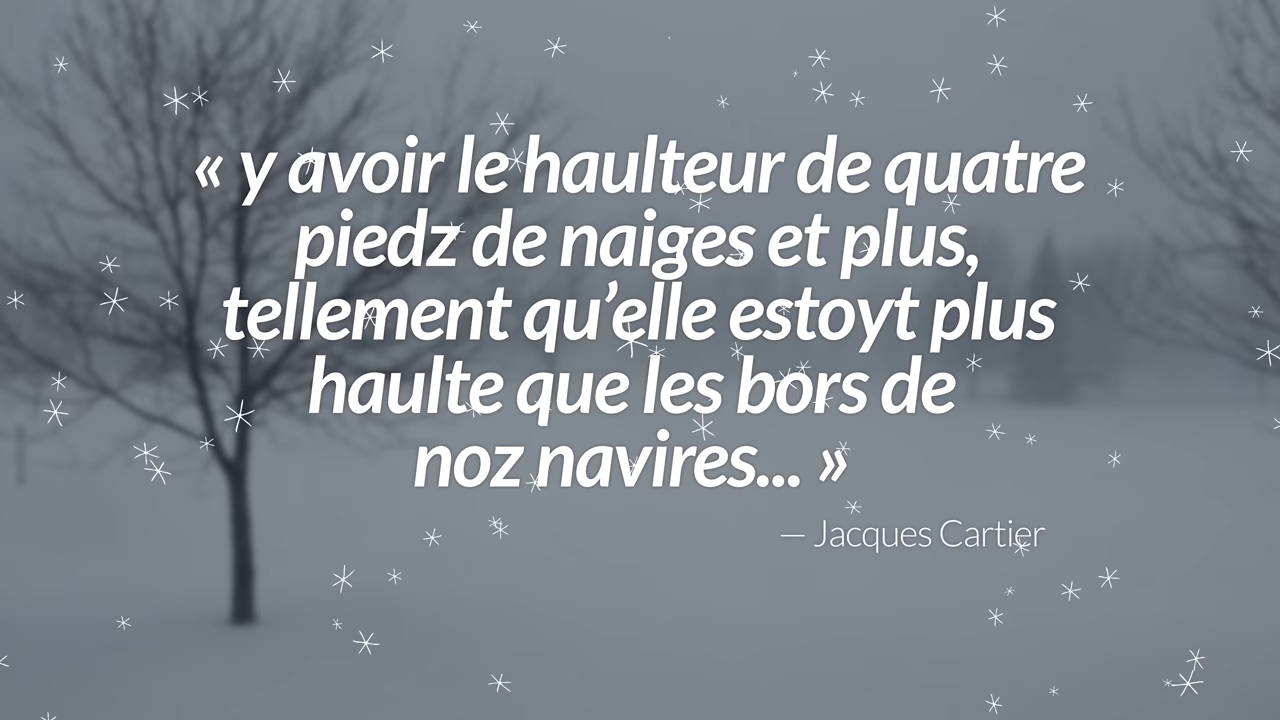 « y avoir le haulteur de quatre
piedz de naiges et plus,
tellement qu’elle estoyt plus
haulte que les bors de
noz navires... »
— Jacques Cartier